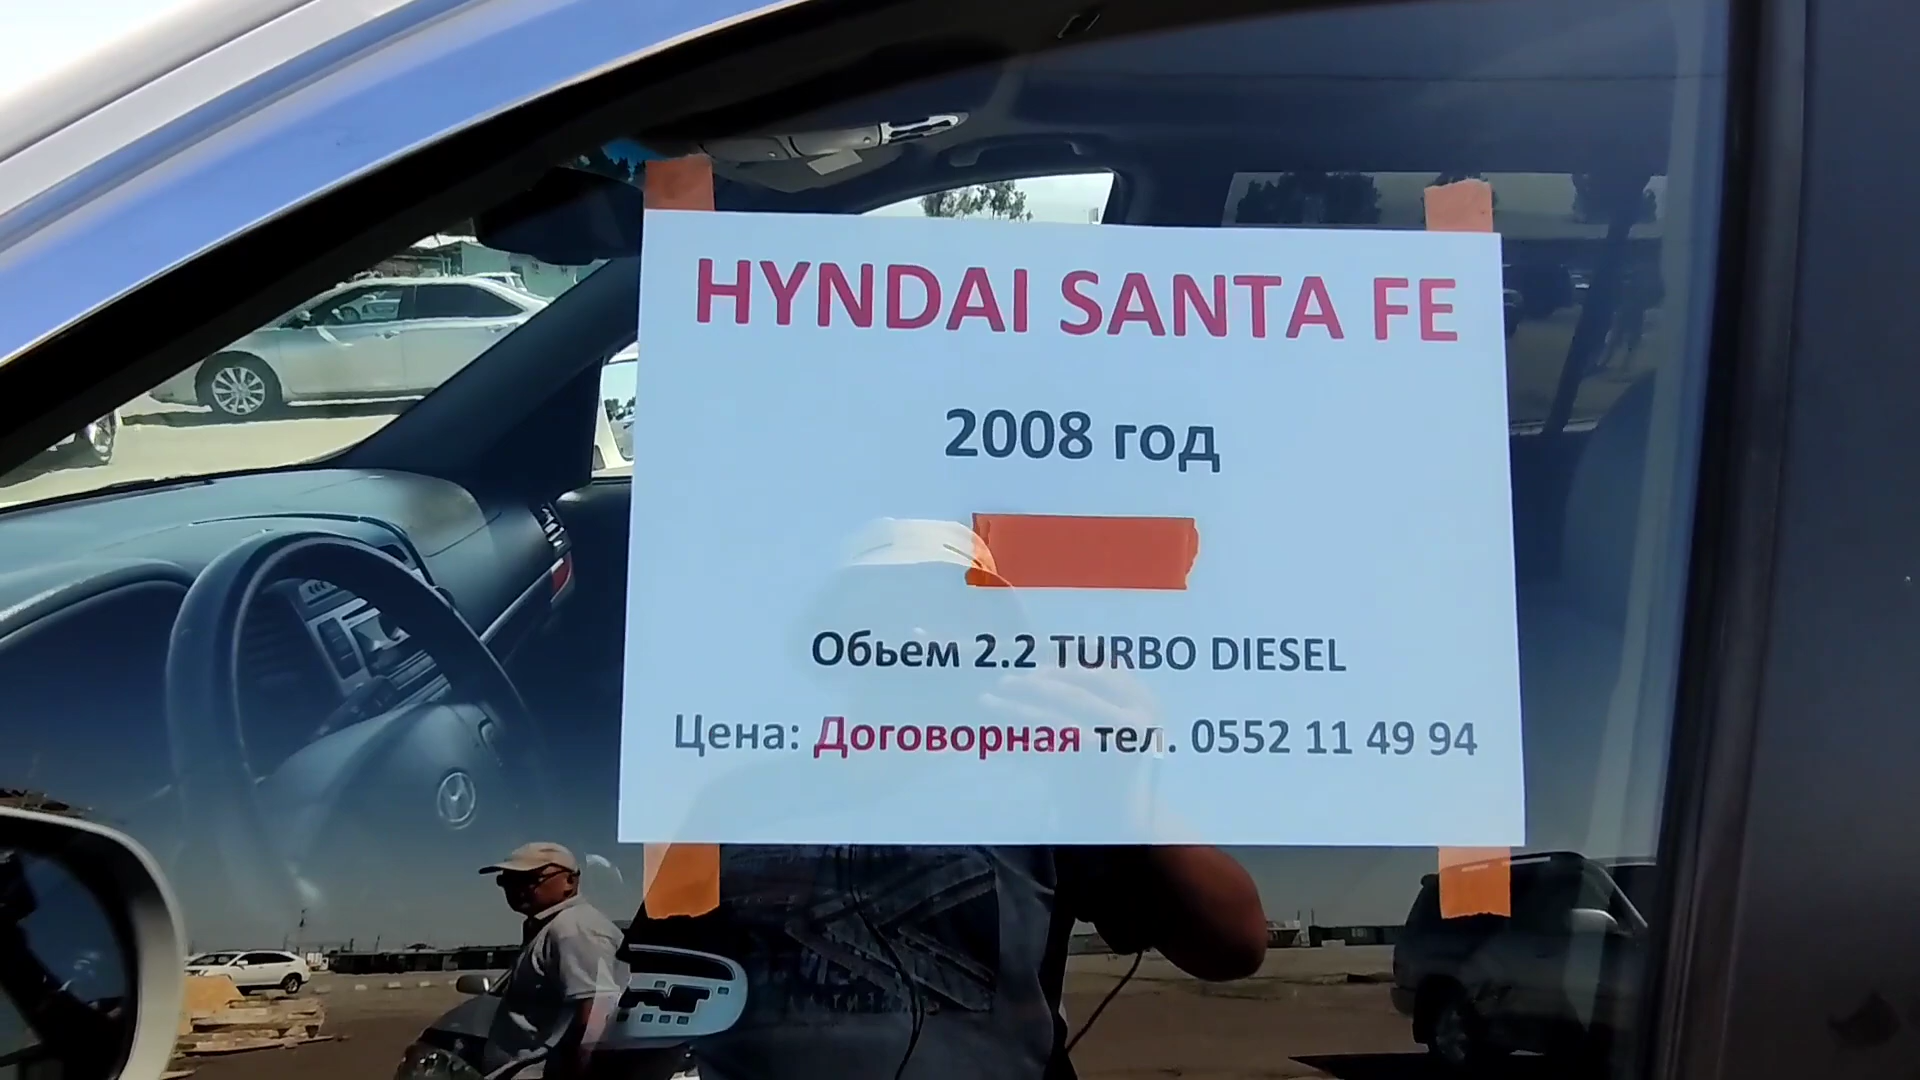 HYNDAI SANTA FE
2008 год
Обьем 2.2 TURBO DIESEL
Цена: Договорная тел. 0552 11 49 94